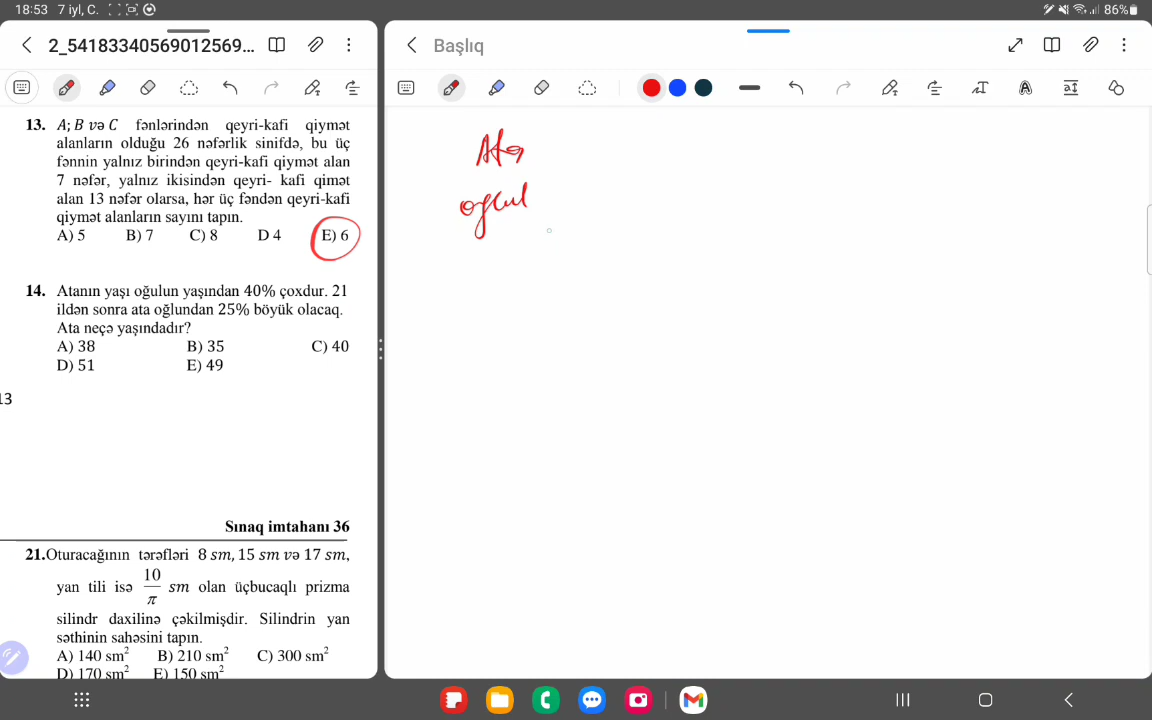 18:53 7 iyl, C. 86%
2_54183340569012569...
Başlıq
13. A; B və C fənlərindən qeyri-kafi qiymət
alanların olduğu 26 nəfərlik sinifdə, bu üç
fənnin yalnız birindən qeyri-kafi qiymət alan
7 nəfər, yalnız ikisindən qeyri- kafi qimət
alan 13 nəfər olarsa, hər üç fəndən qeyri-kafi
qiymət alanların sayını tapın.
A) 5 B) 7 C) 8 D 4 E) 6
14. Atanın yaşı oğulun yaşından 40% çoxdur. 21
ildən sonra ata oğlundan 25% böyük olacaq.
Ata neçə yaşındadır?
A) 38 B) 35 C) 40
D) 51 E) 49
13
Sınaq imtahanı 36
21.Oturacağının tərəfləri 8 sm, 15 sm və 17 sm,
yan tili isə 10/π sm olan üçbucaqlı prizma
silindr daxilinə çəkilmişdir. Silindrin yan
səthinin sahəsini tapın.
A) 140 sm² B) 210 sm² C) 300 sm²
D) 170 sm² E) 150 sm²
Ata
oğul